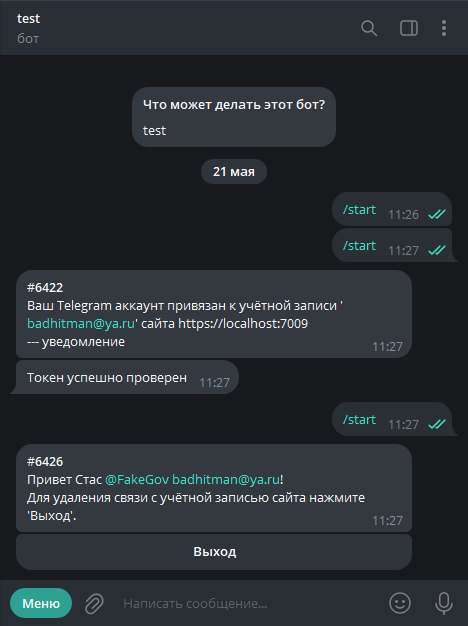 test
бот
Что может делать этот бот?
test
21 мая
/start 11:26
/start 11:27
#6422
Ваш Telegram аккаунт привязан к учётной записи '
badhitman@ya.ru' сайта https://localhost:7009
--- уведомление
11:27
Токен успешно проверен 11:27
/start 11:27
#6426
Привет Стас @FakeGov badhitman@ya.ru!
Для удаления связи с учётной записью сайта нажмите
'Выход'.
11:27
Выход
Меню Написать сообщение...